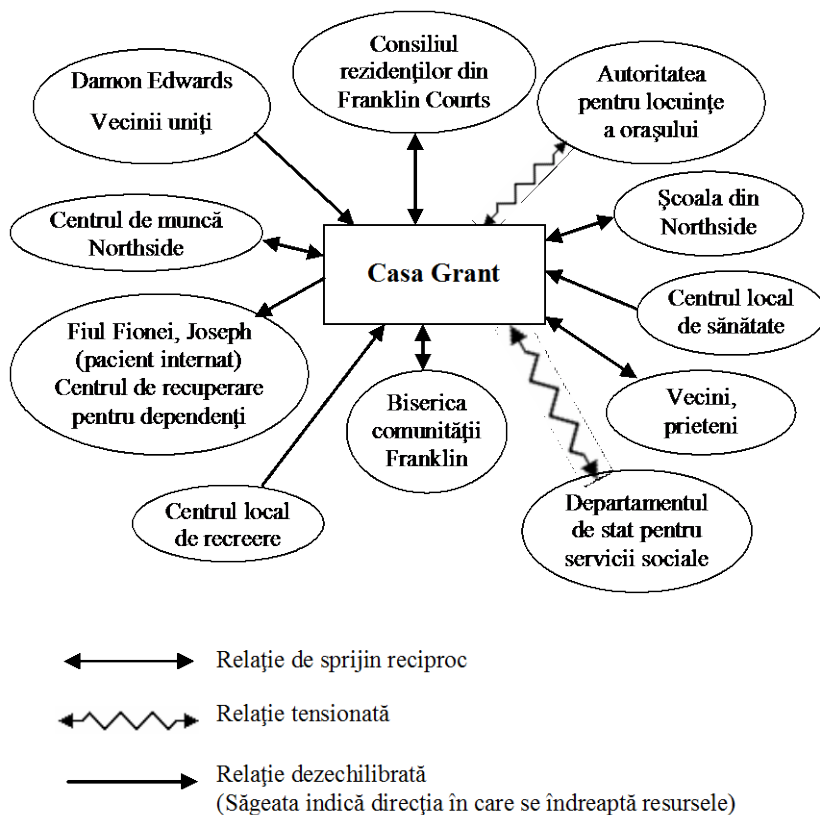 Damon Edwards
Vecinii uniţi
Consiliul
rezidenţilor din
Franklin Courts
Autoritatea
pentru locuinţe
a oraşului
Centrul de muncă
Northside
Casa Grant
Şcoala din
Northside
Centrul local
de sănătate
Fiul Fionei, Joseph
(pacient internat)
Centrul de recuperare
pentru dependenţi
Biserica
comunităţii
Franklin
Vecini,
prieteni
Centrul local
de recreere
Departamentul
de stat pentru
servicii sociale
Relaţie de sprijin reciproc
Relaţie tensionată
Relaţie dezechilibrată
(Săgeata indică direcţia în care se îndreaptă resursele)